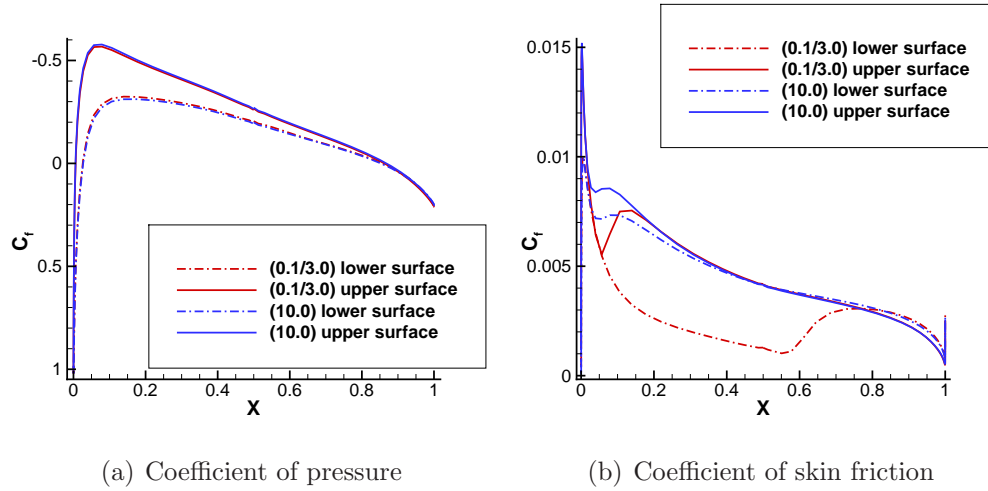 -0.5
0
0.5
1
C_f
0 0.2 0.4 0.6 0.8 1
X
(0.1/3.0) lower surface
(0.1/3.0) upper surface
(10.0) lower surface
(10.0) upper surface
(a) Coefficient of pressure
0.015
0.01
0.005
0
C_f
0 0.2 0.4 0.6 0.8 1
X
(0.1/3.0) lower surface
(0.1/3.0) upper surface
(10.0) lower surface
(10.0) upper surface
(b) Coefficient of skin friction